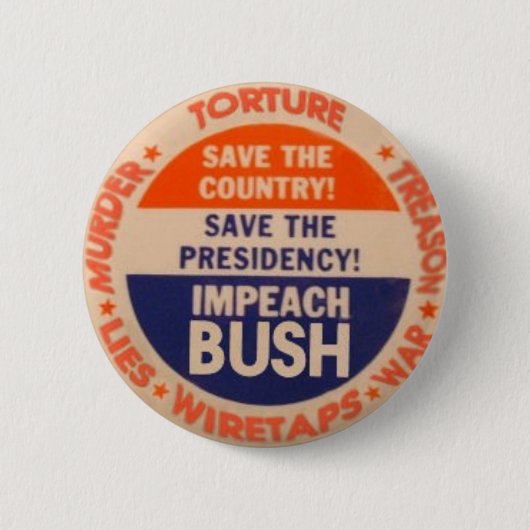 TORTURE ★ TREASON ★ WAR ★ WIRETAPS ★ LIES ★ MURDER ★
SAVE THE
COUNTRY!
SAVE THE
PRESIDENCY!
IMPEACH
BUSH